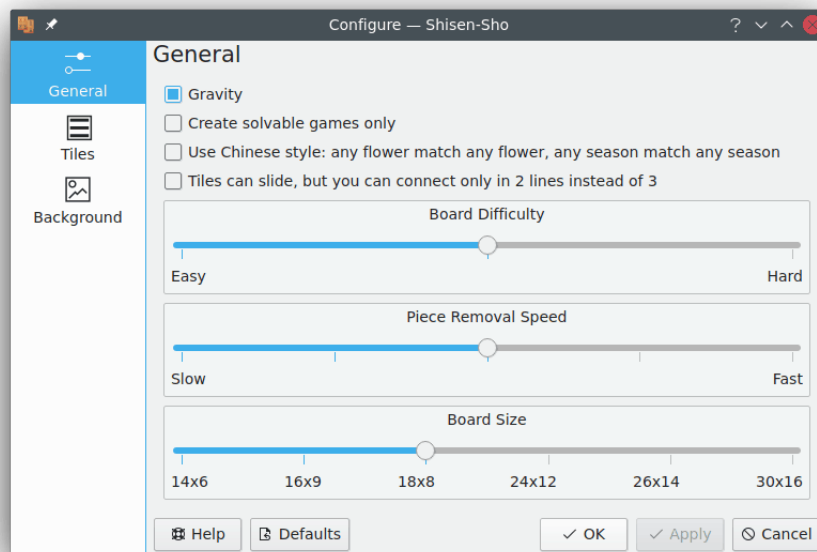 Configure — Shisen-Sho
General
Tiles
Background
General
Gravity
Create solvable games only
Use Chinese style: any flower match any flower, any season match any season
Tiles can slide, but you can connect only in 2 lines instead of 3
Board Difficulty
Easy Hard
Piece Removal Speed
Slow Fast
Board Size
14x6 16x9 18x8 24x12 26x14 30x16
Help Defaults OK Apply Cancel